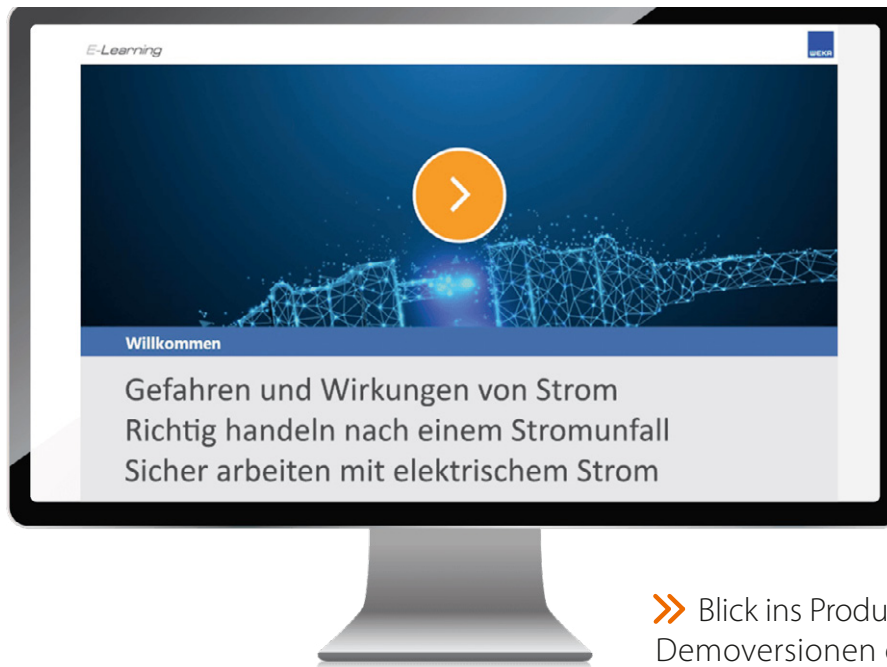 E-Learning
WEKA
Willkommen
Gefahren und Wirkungen von Strom
Richtig handeln nach einem Stromunfall
Sicher arbeiten mit elektrischem Strom
Blick ins Produ
Demoversionen